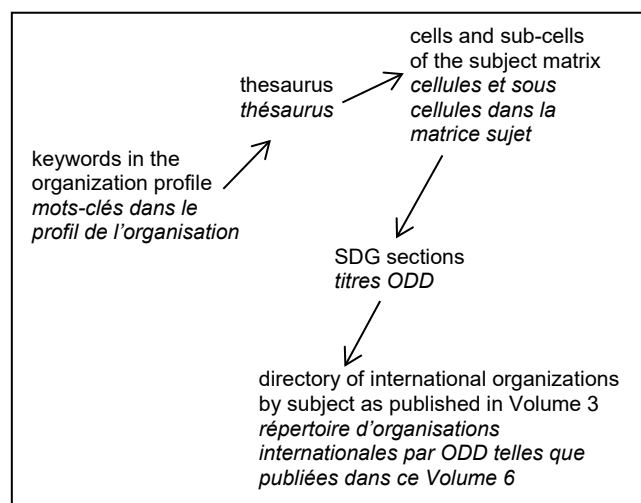 keywords in the
organization profile
mots-clés dans le
profil de l'organisation
thesaurus
thésaurus
cells and sub-cells
of the subject matrix
cellules et sous
cellules dans la
matrice sujet
SDG sections
titres ODD
directory of international organizations
by subject as published in Volume 3
répertoire d'organisations
internationales par ODD telles que
publiées dans ce Volume 6